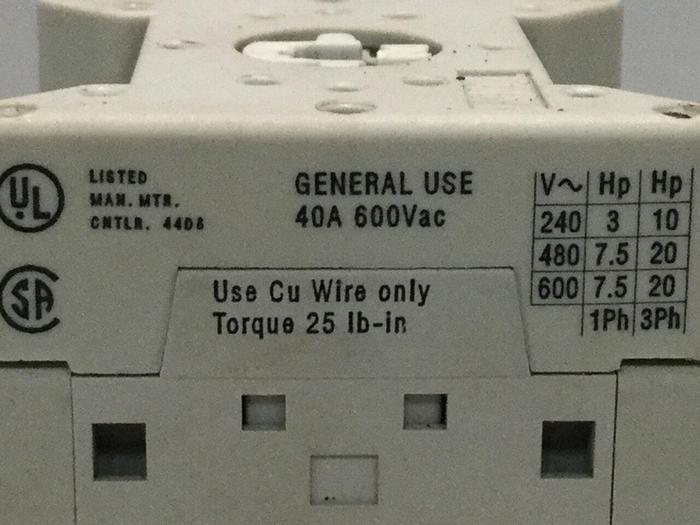 UL
LISTED
MAN. MTR.
CNTLR. 4406
GENERAL USE
40A 600Vac
V~ Hp Hp
240 3 10
480 7.5 20
600 7.5 20
1Ph 3Ph
SA
Use Cu Wire only
Torque 25 lb-in